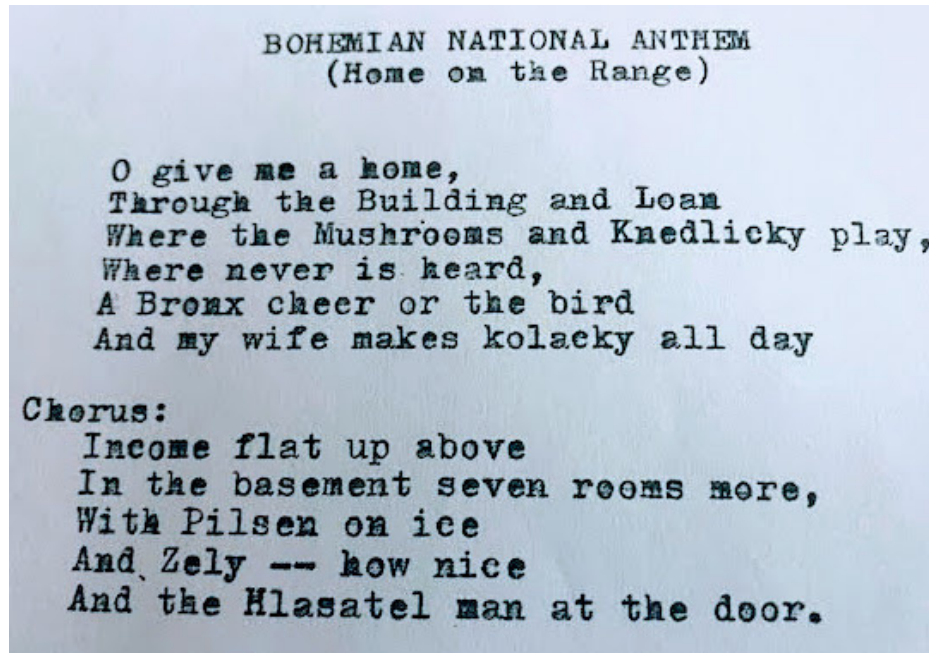 BOHEMIAN NATIONAL ANTHEM
(Home on the Range)
O give me a home,
Through the Building and Loan
Where the Mushrooms and Knedlicky play,
Where never is heard,
A Bronx cheer or the bird
And my wife makes kolacky all day
Chorus:
Income flat up above
In the basement seven rooms more,
With Pilsen on ice
And Zely -- how nice
And the Hlasatel man at the door.